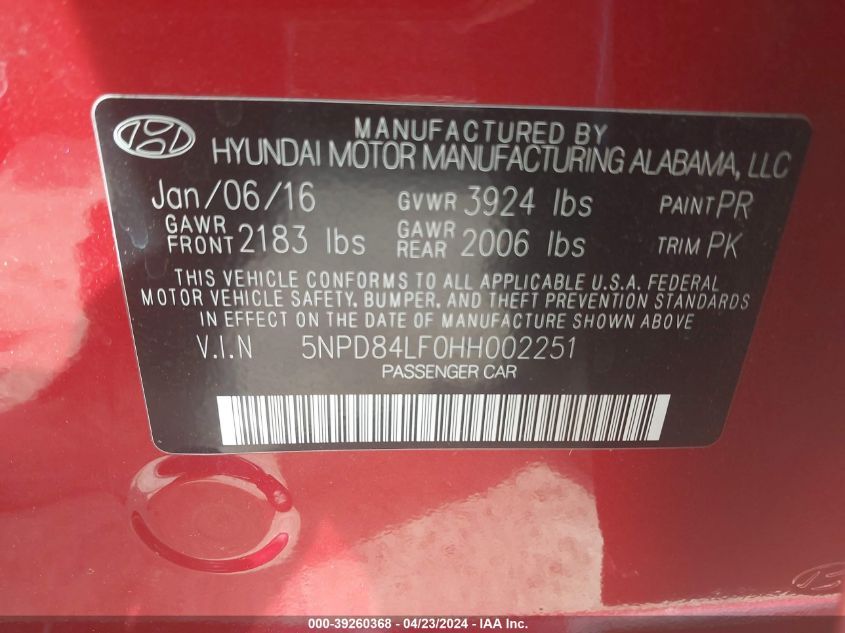 MANUFACTURED BY
HYUNDAI MOTOR MANUFACTURING ALABAMA, LLC
Jan/06/16 GVWR 3924 lbs PAINT PR
GAWR FRONT 2183 lbs GAWR REAR 2006 lbs TRIM PK
THIS VEHICLE CONFORMS TO ALL APPLICABLE U.S.A. FEDERAL
MOTOR VEHICLE SAFETY, BUMPER, AND THEFT PREVENTION STANDARDS
IN EFFECT ON THE DATE OF MANUFACTURE SHOWN ABOVE
V.I.N 5NPD84LF0HH002251
PASSENGER CAR
000-39260368 - 04/23/2024 - IAA Inc.